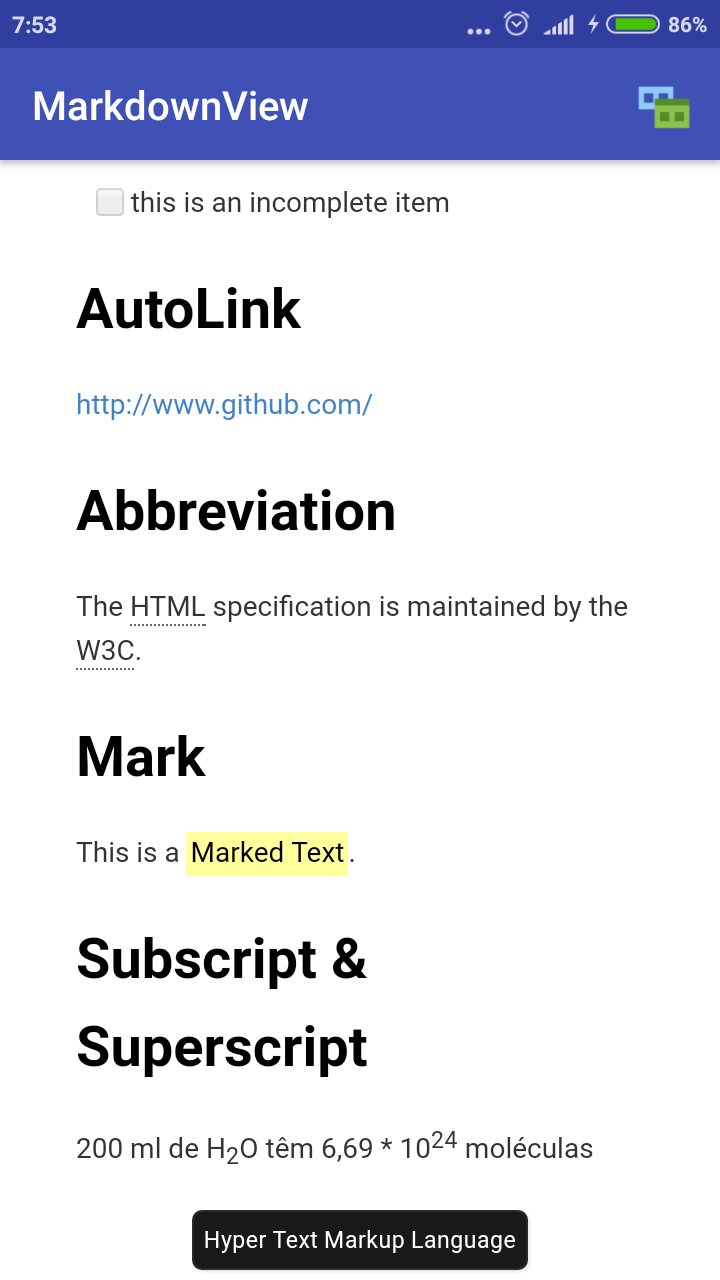 7:53
86%
MarkdownView
this is an incomplete item
AutoLink
http://www.github.com/
Abbreviation
The HTML specification is maintained by the
W3C.
Mark
This is a Marked Text.
Subscript &
Superscript
200 ml de H₂O têm 6,69 * 10²⁴ moléculas
Hyper Text Markup Language